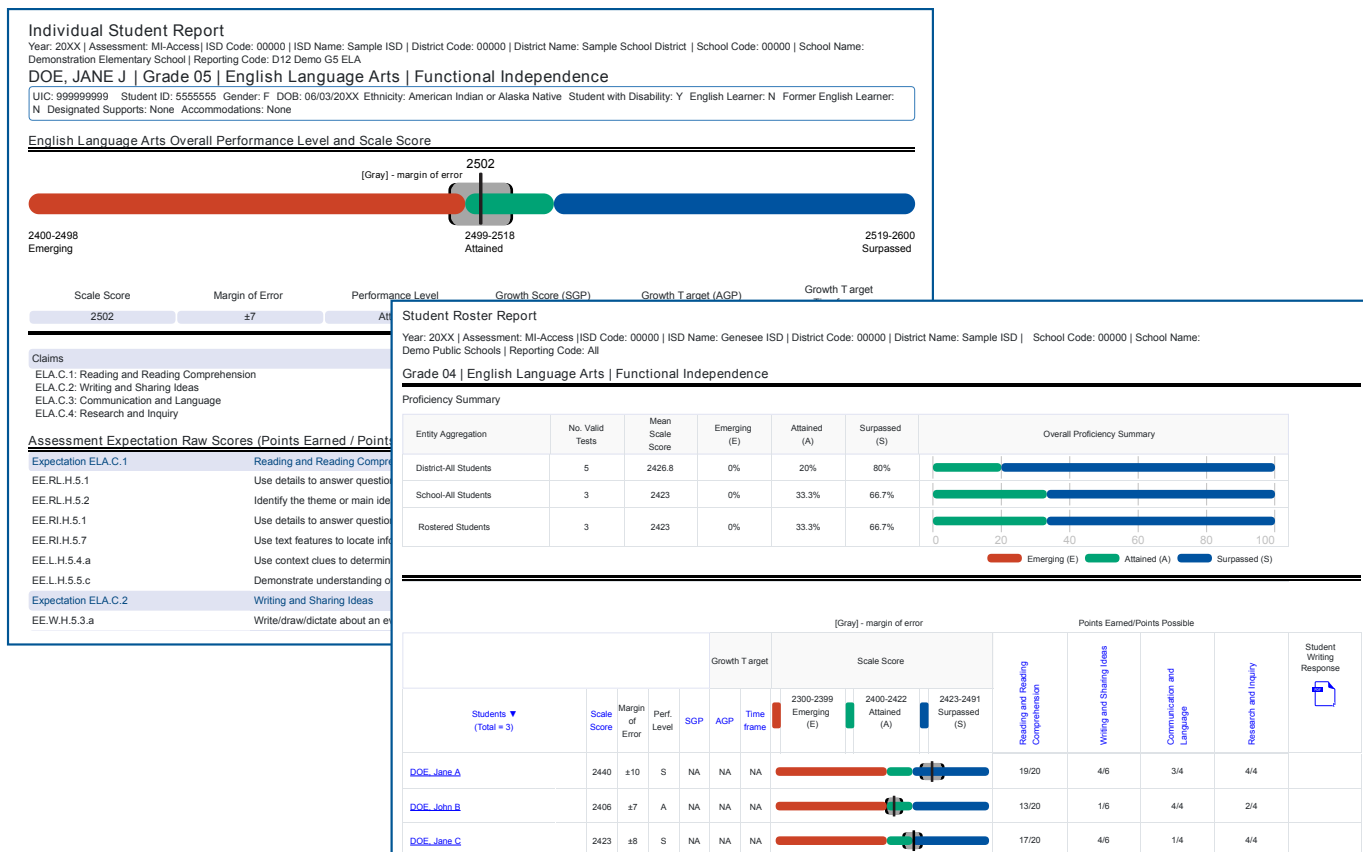 Individual Student Report
Year: 20XX | Assessment: MI-Access| ISD Code: 00000 | ISD Name: Sample ISD | District Code: 00000 | District Name: Sample School District | School Code: 00000 | School Name:
Demonstration Elementary School | Reporting Code: D12 Demo G5 ELA
DOE, JANE J | Grade 05 | English Language Arts | Functional Independence
UIC: 999999999 Student ID: 5555555 Gender: F DOB: 06/03/20XX Ethnicity: American Indian or Alaska Native Student with Disability: Y English Learner: N Former English Learner:
N Designated Supports: None Accommodations: None
English Language Arts Overall Performance Level and Scale Score
2502
[Gray] - margin of error
2400-2498 2499-2518 2519-2600
Emerging Attained Surpassed
Scale Score Margin of Error Performance Level Growth Score (SGP) Growth T arget (AGP) Growth T arget
2502 ±7
Claims
ELA.C.1: Reading and Reading Comprehension
ELA.C.2: Writing and Sharing Ideas
ELA.C.3: Communication and Language
ELA.C.4: Research and Inquiry
Assessment Expectation Raw Scores (Points Earned / Points
Expectation ELA.C.1 Reading and Reading Compre
EE.RL.H.5.1 Use details to answer question
EE.RL.H.5.2 Identify the theme or main ide
EE.RI.H.5.1 Use details to answer question
EE.RI.H.5.7 Use text features to locate info
EE.L.H.5.4.a Use context clues to determin
EE.L.H.5.5.c Demonstrate understanding o
Expectation ELA.C.2 Writing and Sharing Ideas
EE.W.H.5.3.a Write/draw/dictate about an ev
Student Roster Report
Year: 20XX | Assessment: MI-Access |ISD Code: 00000 | ISD Name: Genesee ISD | District Code: 00000 | District Name: Sample ISD | School Code: 00000 | School Name:
Demo Public Schools | Reporting Code: All
Grade 04 | English Language Arts | Functional Independence
Proficiency Summary
Entity Aggregation No. Valid Tests Mean Scale Score Emerging (E) Attained (A) Surpassed (S) Overall Proficiency Summary
District-All Students 5 2426.8 0% 20% 80%
School-All Students 3 2423 0% 33.3% 66.7%
Rostered Students 3 2423 0% 33.3% 66.7%
0 20 40 60 80 100
Emerging (E) Attained (A) Surpassed (S)
[Gray] - margin of error Points Earned/Points Possible
Growth T arget Scale Score Reading and Reading Comprehension Writing and Sharing Ideas Communication and Language Research and Inquiry Student Writing Response
Students ▼ (Total = 3) Scale Score Margin of Error Perf. Level SGP AGP Time frame 2300-2399 Emerging (E) 2400-2422 Attained (A) 2423-2491 Surpassed (S)
DOE, Jane A 2440 ±10 S NA NA NA 19/20 4/6 3/4 4/4
DOE, John B 2406 ±7 A NA NA NA 13/20 1/6 4/4 2/4
DOE, Jane C 2423 ±8 S NA NA NA 17/20 4/6 1/4 4/4